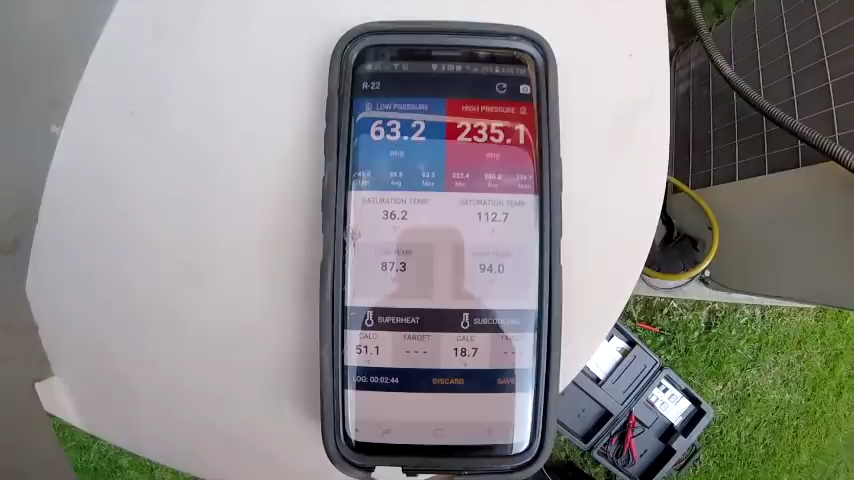 R-22
LOW PRESSURE HIGH PRESSURE
63.2 235.1
psig psig
Avg Max Min Max
SATURATION TEMP SATURATION TEMP
36.2 112.7
87.3 94.0
SUPERHEAT SUBCOOLING
CALC TARGET CALC
51.1 --- 18.7 --
LOG: 00:02:44 DISCARD SAVE